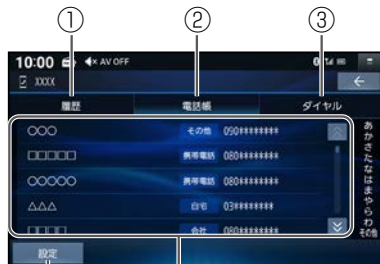 ① ② ③
10:00 AV OFF
XXXX
履歴 電話帳 ダイヤル
○○○ その他 090********
□□□□□ 携帯電話 080********
○○○○○ 携帯電話 080********
△△△ 自宅 03********
□□□□ 会社 080********
あ
か
さ
た
な
は
ま
や
ら
わ
その他
設定